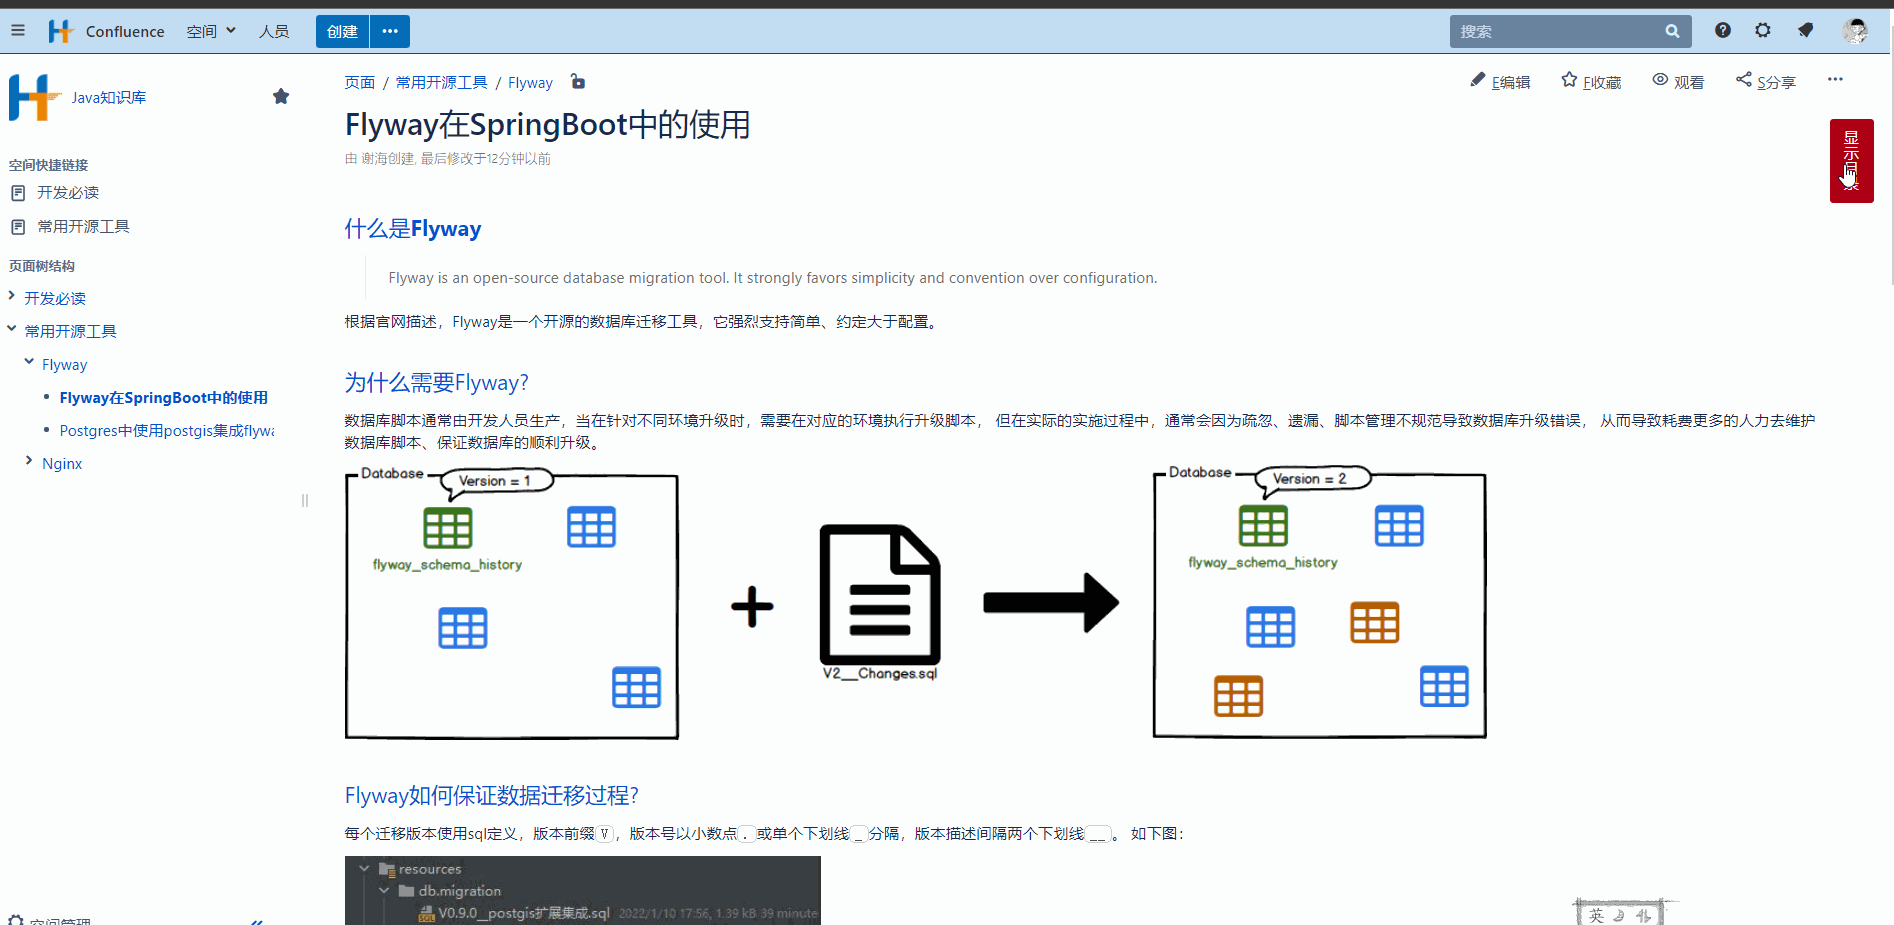 Confluence 空间 人员 创建 ••• 搜索
Java知识库
空间快捷链接
开发必读
常用开源工具
页面树结构
开发必读
常用开源工具
Flyway
Flyway在SpringBoot中的使用
Postgres中使用postgis集成flywa
Nginx
空间管理
页面 / 常用开源工具 / Flyway
E编辑 E收藏 观看 S分享 •••
Flyway在SpringBoot中的使用
由 谢海创建, 最后修改于12分钟以前
显
示
什么是Flyway
Flyway is an open-source database migration tool. It strongly favors simplicity and convention over configuration.
根据官网描述，Flyway是一个开源的数据库迁移工具，它强烈支持简单、约定大于配置。
为什么需要Flyway？
数据库脚本通常由开发人员生产，当在针对不同环境升级时，需要在对应的环境执行升级脚本， 但在实际的实施过程中，通常会因为疏忽、遗漏、脚本管理不规范导致数据库升级错误， 从而导致耗费更多的人力去维护
数据库脚本、保证数据库的顺利升级。
Database Version = 1
flyway_schema_history
V2__Changes.sql
Database Version = 2
flyway_schema_history
Flyway如何保证数据迁移过程?
每个迁移版本使用sql定义，版本前缀V，版本号以小数点.或单个下划线_分隔，版本描述间隔两个下划线__。 如下图：
resources
db.migration
V0.9.0__postgis扩展集成.sql 2022/1/10 17:56, 1.39 kB 39 minute
英